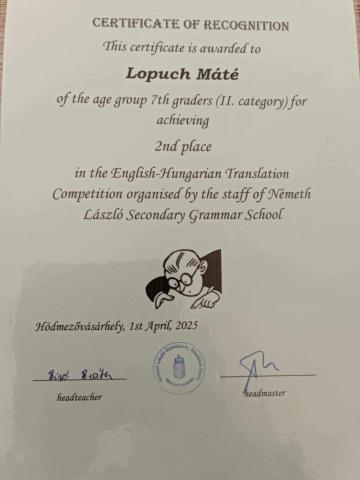 CERTIFICATE OF RECOGNITION
This certificate is awarded to
Lopuch Máté
of the age group 7th graders (II. category) for
achieving
2nd place
in the English-Hungarian Translation
Competition organised by the staff of Németh
László Secondary Grammar School
Hódmezővásárhely, 1st April, 2025
headteacher
headmaster